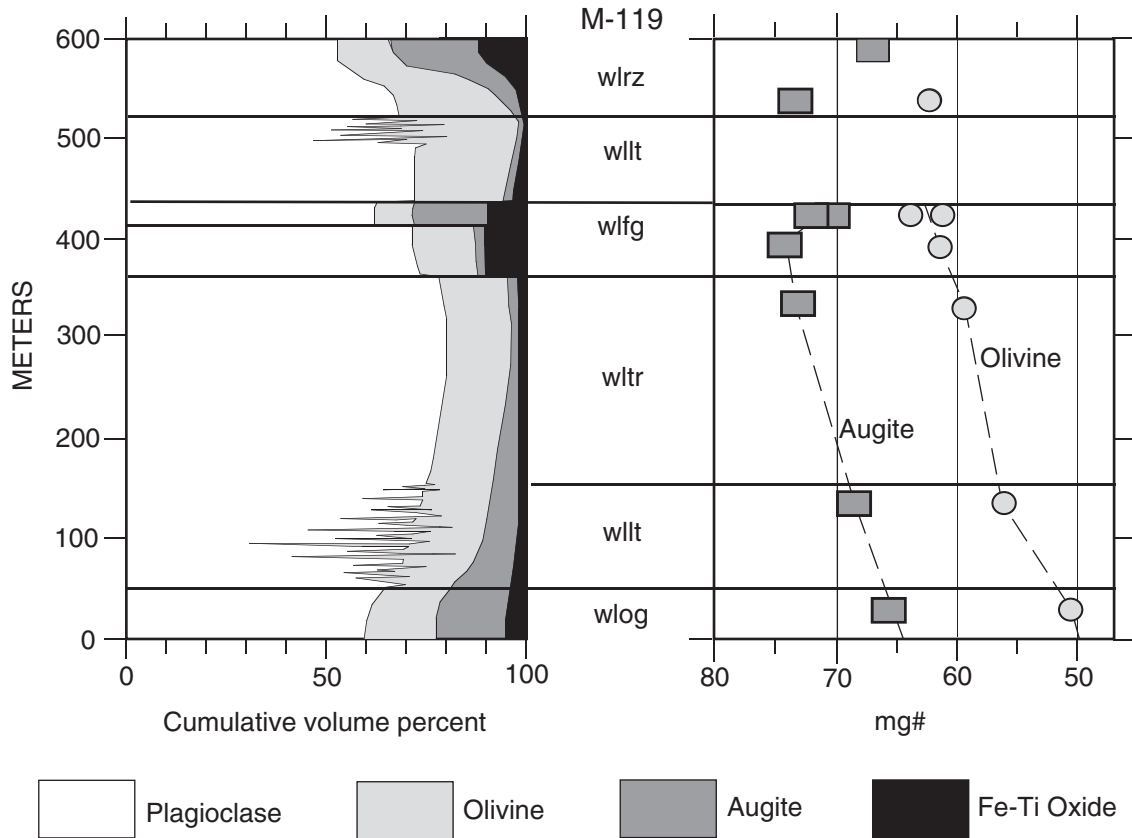 M-119
600
500
400
300
200
100
0
METERS
0
50
100
Cumulative volume percent
wlrz
wllt
wlfg
wltr
wllt
wlog
Olivine
Augite
80
70
60
50
mg#
Plagioclase
Olivine
Augite
Fe-Ti Oxide